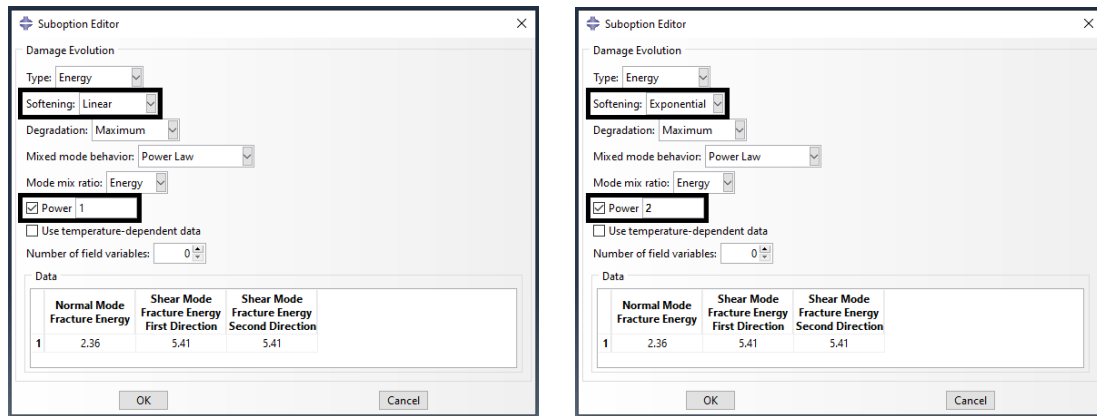 Suboption Editor
Damage Evolution
Type: Energy
Softening: Linear
Degradation: Maximum
Mixed mode behavior: Power Law
Mode mix ratio: Energy
Power 1
Use temperature-dependent data
Number of field variables: 0
Data
Normal Mode Fracture Energy
Shear Mode Fracture Energy First Direction
Shear Mode Fracture Energy Second Direction
1 2.36 5.41 5.41
OK Cancel
Suboption Editor
Damage Evolution
Type: Energy
Softening: Exponential
Degradation: Maximum
Mixed mode behavior: Power Law
Mode mix ratio: Energy
Power 2
Use temperature-dependent data
Number of field variables: 0
Data
Normal Mode Fracture Energy
Shear Mode Fracture Energy First Direction
Shear Mode Fracture Energy Second Direction
1 2.36 5.41 5.41
OK Cancel